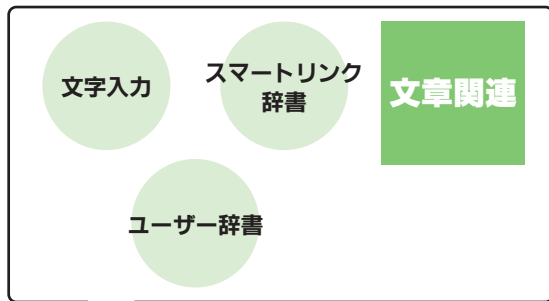 文字入力
スマートリンク
辞書
文章関連
ユーザー辞書